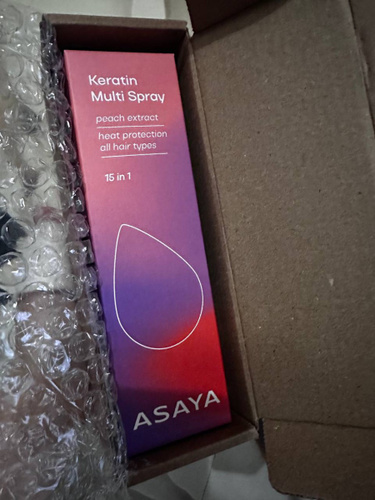 Keratin
Multi Spray
peach extract
heat protection
all hair types
15 in 1
ASAYA